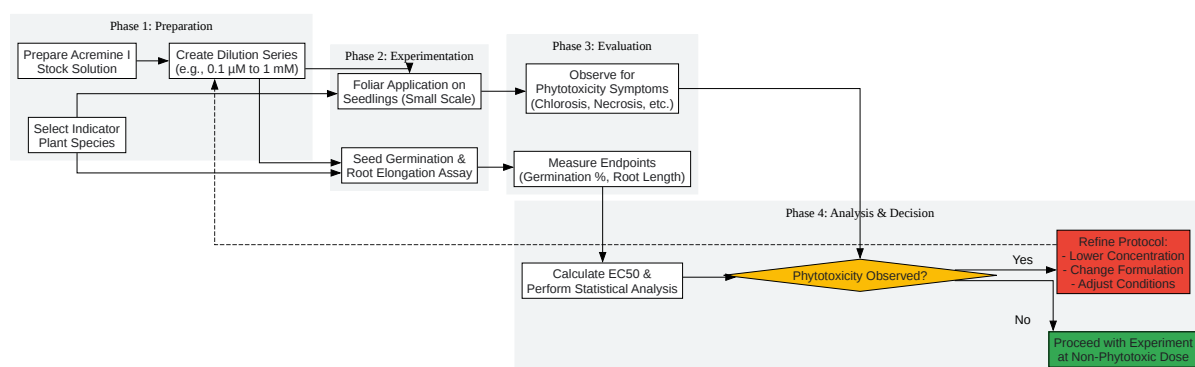 Phase 1: Preparation
Prepare Acremine I
Stock Solution
Create Dilution Series
(e.g., 0.1 µM to 1 mM)
Select Indicator
Plant Species
Phase 2: Experimentation
Foliar Application on
Seedlings (Small Scale)
Seed Germination &
Root Elongation Assay
Phase 3: Evaluation
Observe for
Phytotoxicity Symptoms
(Chlorosis, Necrosis, etc.)
Measure Endpoints
(Germination %, Root Length)
Phase 4: Analysis & Decision
Calculate EC50 &
Perform Statistical Analysis
Phytotoxicity Observed?
Yes
Refine Protocol:
- Lower Concentration
- Change Formulation
- Adjust Conditions
No
Proceed with Experiment
at Non-Phytotoxic Dose